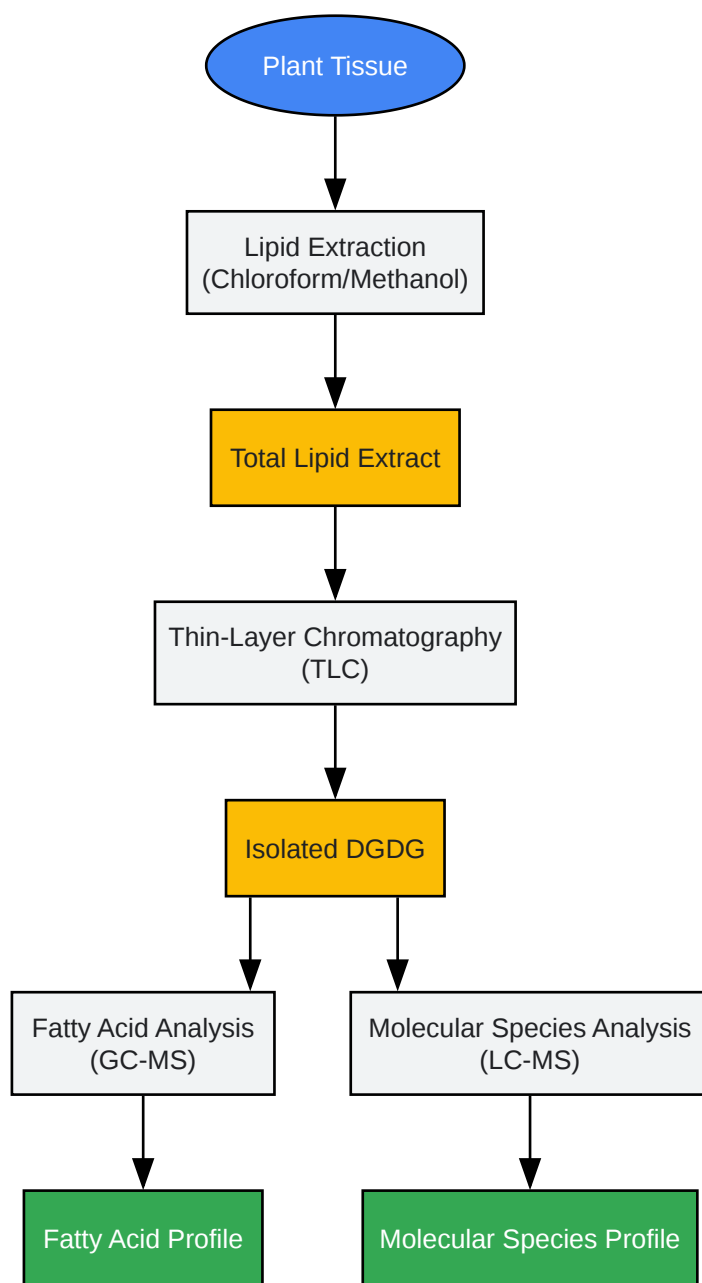 Plant Tissue
Lipid Extraction
(Chloroform/Methanol)
Total Lipid Extract
Thin-Layer Chromatography
(TLC)
Isolated DGDG
Fatty Acid Analysis
(GC-MS)
Molecular Species Analysis
(LC-MS)
Fatty Acid Profile
Molecular Species Profile